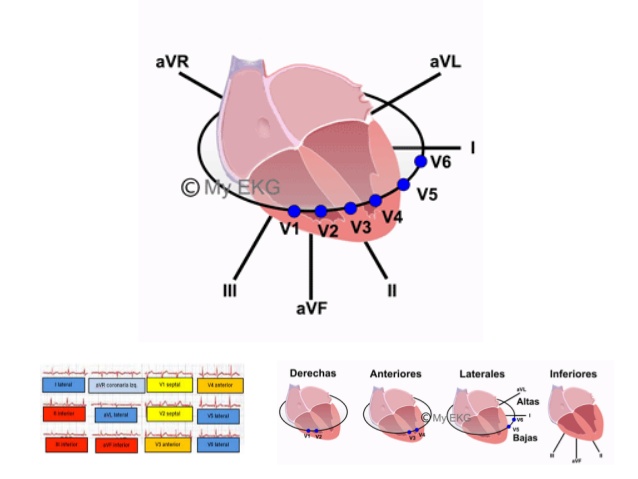 aVR
aVL
I
V6
V5
V4
V3
V2
V1
© My EKG
III
aVF
II
I lateral
aVR coronaria Izq.
V1 septal
V4 anterior
II inferior
aVL lateral
V2 septal
V5 lateral
III inferior
aVF inferior
V3 anterior
V6 lateral
Derechas
Anteriores
Laterales
Inferiores
V1 V2
V3 V4
© My EKG
aVL
Altas
I
V6
V5
Bajas
III
aVF
II